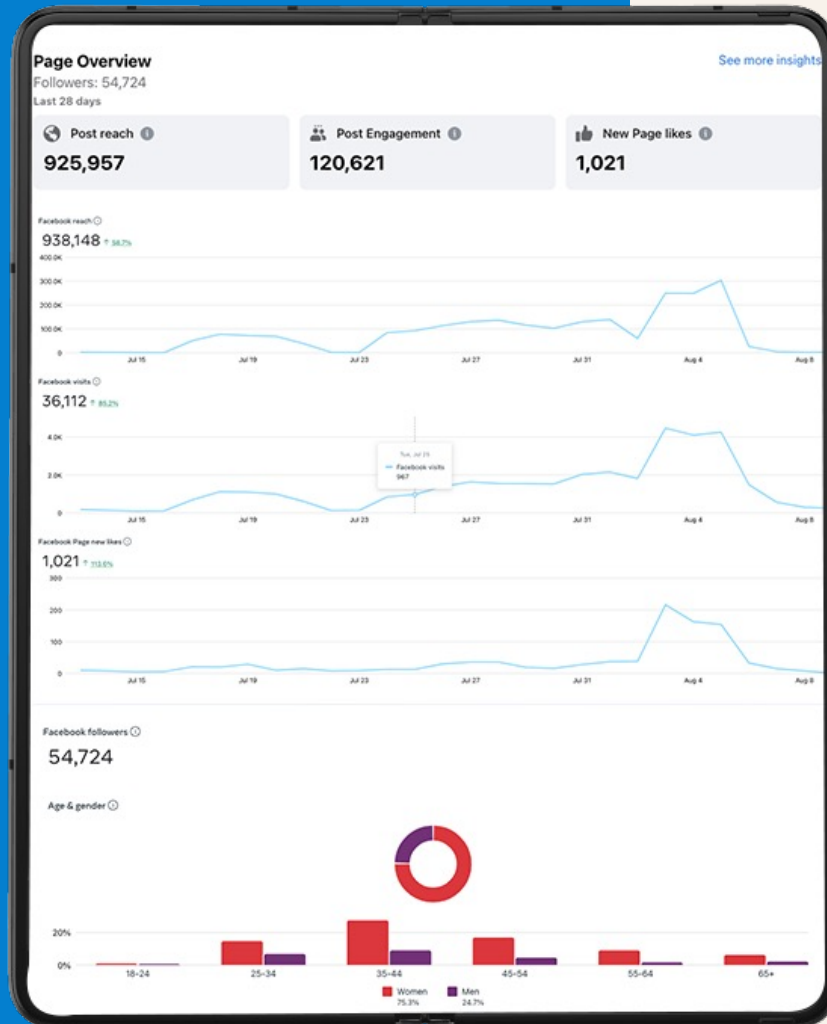 Page Overview
See more insights
Followers: 54,724
Last 28 days
Post reach
925,957
Post Engagement
120,621
New Page likes
1,021
Facebook reach
938,148
400.0K
300.0K
200.0K
100.0K
0
Jul 15 Jul 19 Jul 23 Jul 27 Jul 31 Aug 4 Aug 8
Facebook visits
36,112 ↑ 85.2%
4.0K
2.0K
0
Tue, Jul 25
Facebook visits
967
Jul 15 Jul 19 Jul 23 Jul 27 Jul 31 Aug 4 Aug 8
Facebook Page new likes
1,021 ↑ 113.6%
300
200
100
0
Jul 15 Jul 19 Jul 23 Jul 27 Jul 31 Aug 4 Aug 8
Facebook followers
54,724
Age & gender
20%
0%
18-24 25-34 35-44 45-54 55-64 65+
Women Men
75.3% 24.7%